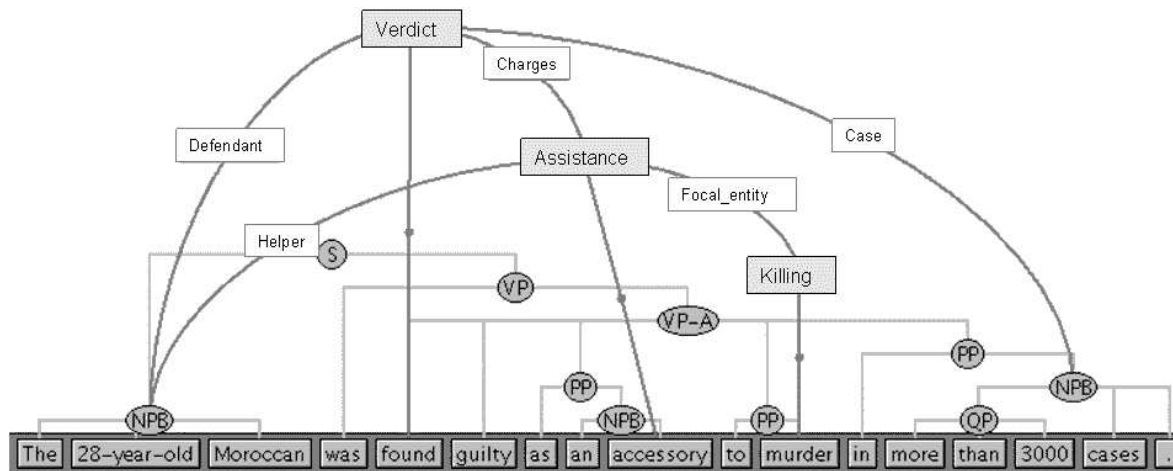 Verdict
Charges
Defendant
Case
Assistance
Focal_entity
Helper
S
Killing
VP
VP-A
PP
PP
NPB
NPB
NPB
PP
QP
The 28-year-old Moroccan was found guilty as an accessory to murder in more than 3000 cases .